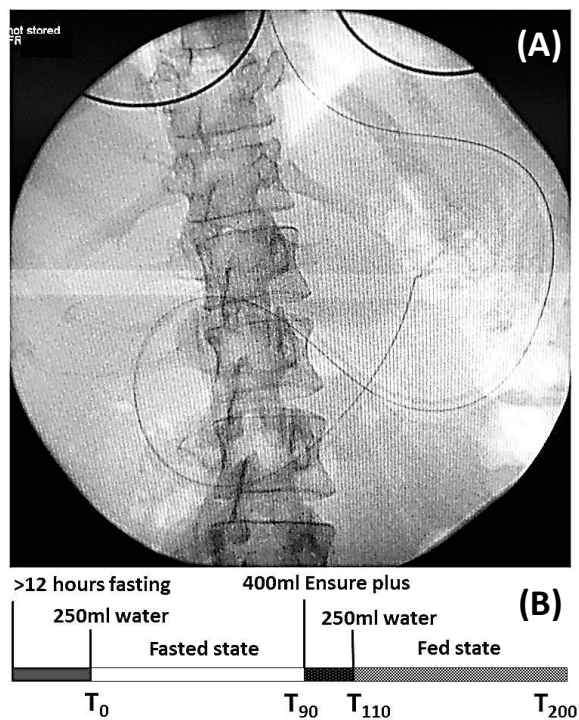 not stored
FR
(A)
>12 hours fasting
400ml Ensure plus
(B)
250ml water
250ml water
Fasted state
Fed state
T0
T90
T110
T200